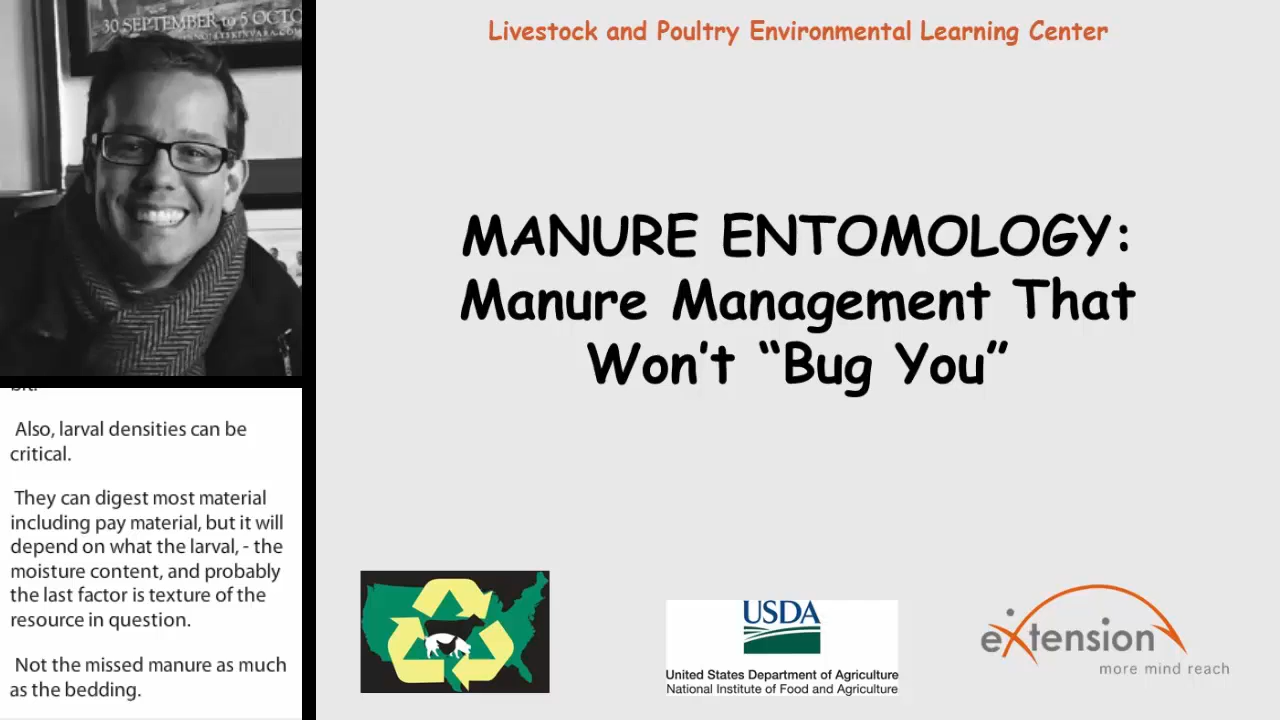 30 SEPTEMBER to 5 OCTO
Livestock and Poultry Environmental Learning Center
MANURE ENTOMOLOGY:
Manure Management That
Won't “Bug You”
bit.
Also, larval densities can be
critical.
They can digest most material
including pay material, but it will
depend on what the larval, - the
moisture content, and probably
the last factor is texture of the
resource in question.
Not the missed manure as much
as the bedding.
USDA
United States Department of Agriculture
National Institute of Food and Agriculture
eXtension
more mind reach